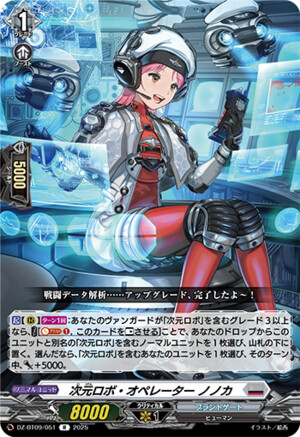 1
グレード
ブースト
5000
シールド
戦闘データ解析……アップグレード、完了したよ～！
【ターン1回】:あなたのヴァンガードが「次元ロボ」を含むグレード3以上
なら、【コスト】[このカードを
させる]ことで、あなたのドロップからこのユ
ニットと別名の「次元ロボ」を含むノーマルユニットを1枚選び、山札の下に
置く。選んだら、あなたの「次元ロボ」を含むユニットを1枚選び、そのターン
中、+5000。
ノーマルユニット
次元ロボ・オペレーター ノノカ
パワー
8000
クリティカル
1
ブラントゲート
ヒューマン
DZ-BT09/051
R
2025
イラスト/